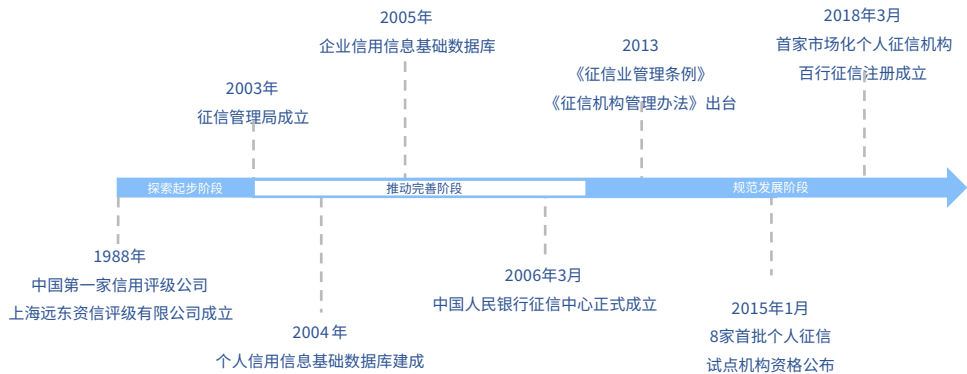 2005年
企业信用信息基础数据库
2018年3月
首家市场化个人征信机构
百行征信注册成立
2013
《征信业管理条例》
《征信机构管理办法》出台
2003年
征信管理局成立
探索起步阶段
推动完善阶段
规范发展阶段
1988年
中国第一家信用评级公司
上海远东资信评级有限公司成立
2004年
个人信用信息基础数据库建成
2006年3月
中国人民银行征信中心正式成立
2015年1月
8家首批个人征信
试点机构资格公布